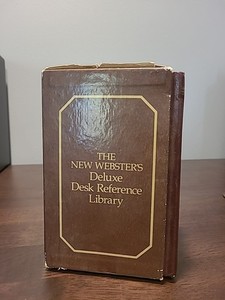 THE
NEW WEBSTER'S
Deluxe
Desk Reference
Library